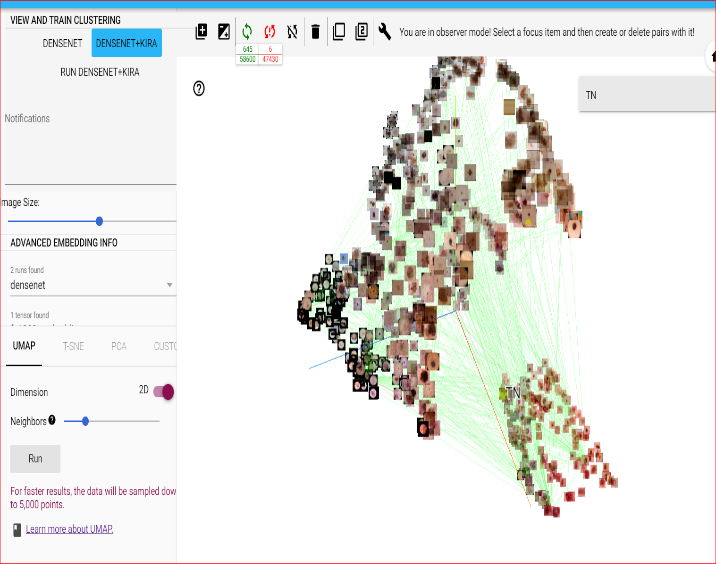 VIEW AND TRAIN CLUSTERING
DENSENET DENSENET+KIRA
RUN DENSENET+KIRA
645 6
58600 47430
You are in observer mode! Select a focus item and then create or delete pairs with it!
TN
Notifications
mage Size:
ADVANCED EMBEDDING INFO
2 runs found
densenet
1 tensor found
UMAP T-SNE PCA CUSTO
Dimension 2D
Neighbors
Run
For faster results, the data will be sampled dow
to 5,000 points.
Learn more about UMAP.
TN